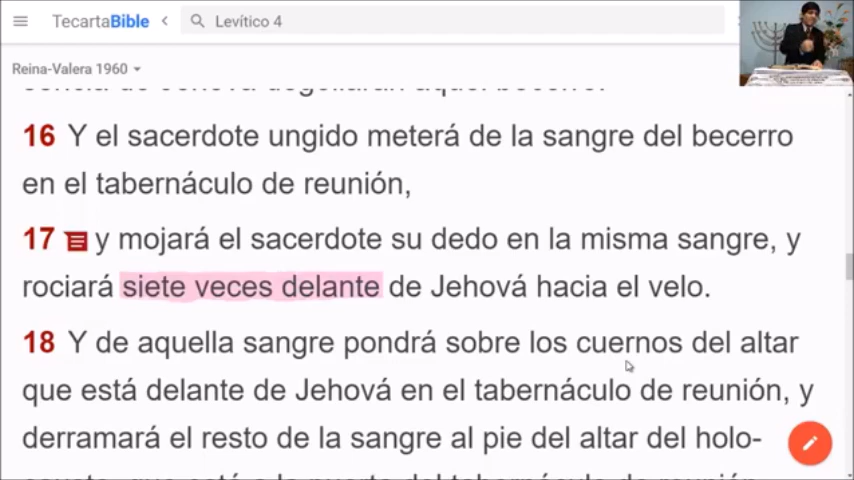 TecartaBible
Levítico 4
Reina-Valera 1960
16 Y el sacerdote ungido meterá de la sangre del becerro
en el tabernáculo de reunión,
17 y mojará el sacerdote su dedo en la misma sangre, y
rociará siete veces delante de Jehová hacia el velo.
18 Y de aquella sangre pondrá sobre los cuernos del altar
que está delante de Jehová en el tabernáculo de reunión, y
derramará el resto de la sangre al pie del altar del holo-